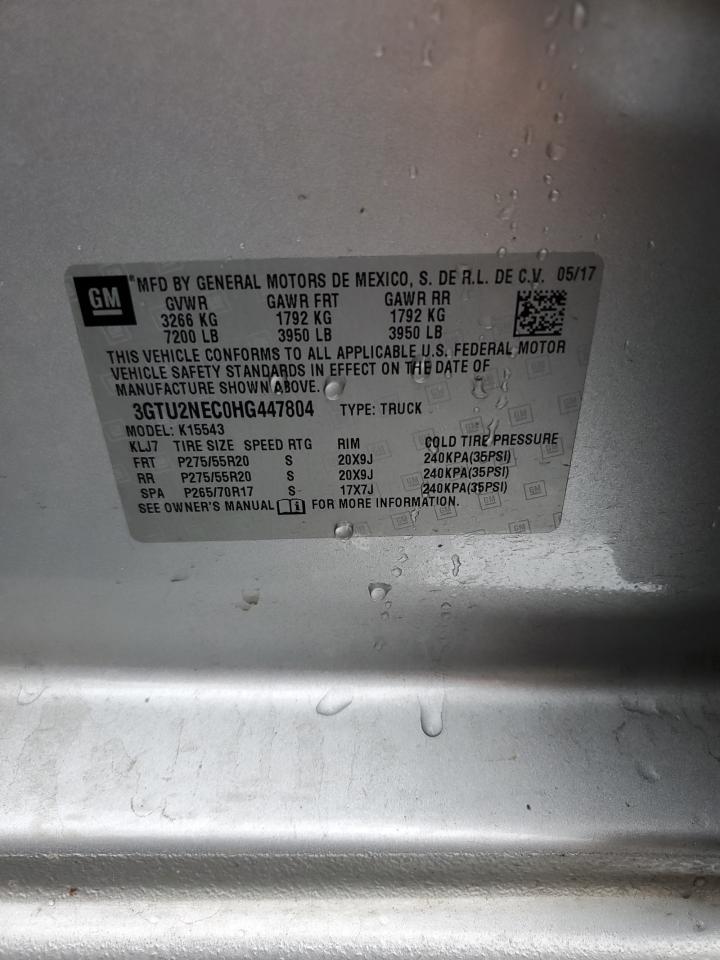 GM ® MFD BY GENERAL MOTORS DE MEXICO, S. DE R.L. DE C.V. 05/17
GVWR GAWR FRT GAWR RR
3266 KG 1792 KG 1792 KG
7200 LB 3950 LB 3950 LB
THIS VEHICLE CONFORMS TO ALL APPLICABLE U.S. FEDERAL MOTOR
VEHICLE SAFETY STANDARDS IN EFFECT ON THE DATE OF
MANUFACTURE SHOWN ABOVE.
3GTU2NEC0HG447804 TYPE: TRUCK
MODEL: K15543
KLJ7 TIRE SIZE SPEED RTG RIM COLD TIRE PRESSURE
FRT P275/55R20 S 20X9J 240KPA(35PSI)
RR P275/55R20 S 20X9J 240KPA(35PSI)
SPA P265/70R17 S 17X7J 240KPA(35PSI)
SEE OWNER'S MANUAL FOR MORE INFORMATION.